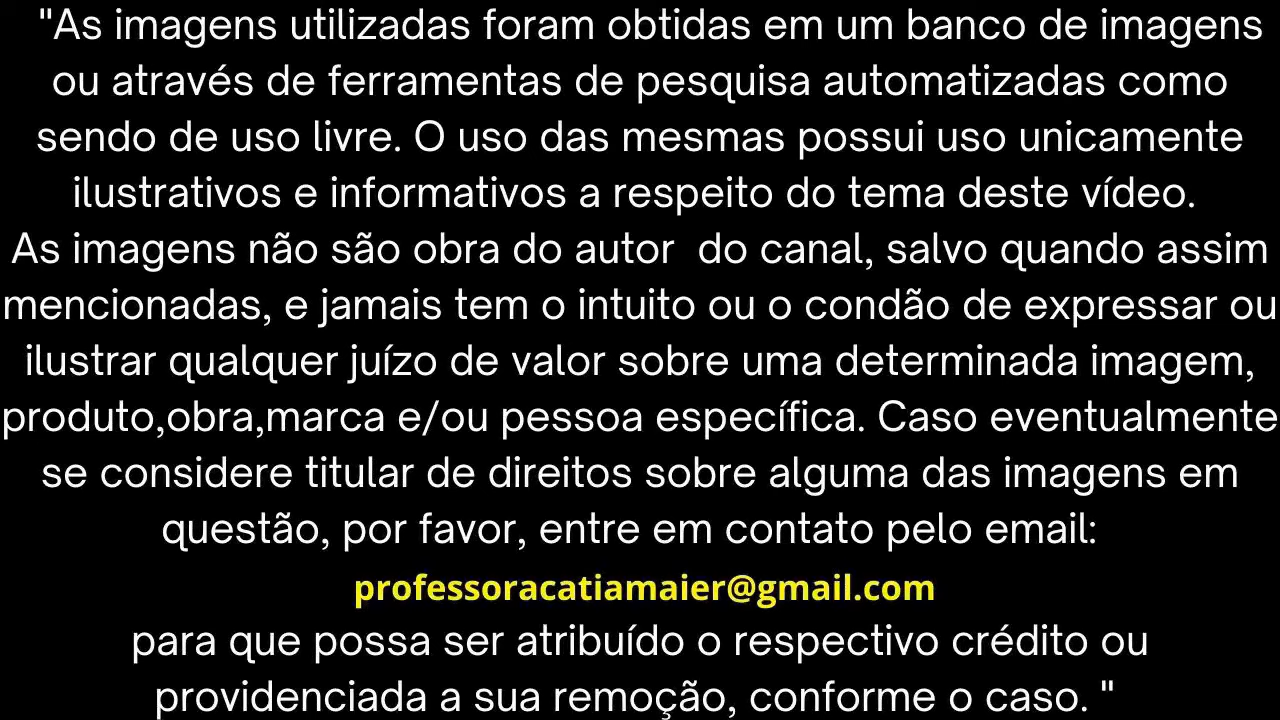 "As imagens utilizadas foram obtidas em um banco de imagens
ou através de ferramentas de pesquisa automatizadas como
sendo de uso livre. O uso das mesmas possui uso unicamente
ilustrativos e informativos a respeito do tema deste vídeo.
As imagens não são obra do autor do canal, salvo quando assim
mencionadas, e jamais tem o intuito ou o condão de expressar ou
ilustrar qualquer juízo de valor sobre uma determinada imagem,
produto,obra,marca e/ou pessoa específica. Caso eventualmente
se considere titular de direitos sobre alguma das imagens em
questão, por favor, entre em contato pelo email:
professoracatiamaier@gmail.com
para que possa ser atribuído o respectivo crédito ou
providenciada a sua remoção, conforme o caso. "